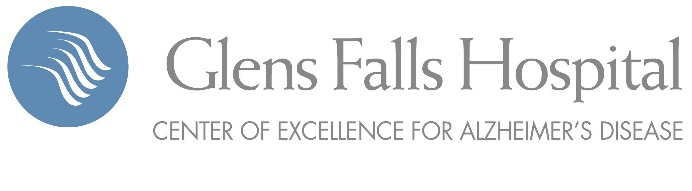 Glens Falls Hospital
CENTER OF EXCELLENCE FOR ALZHEIMER'S DISEASE